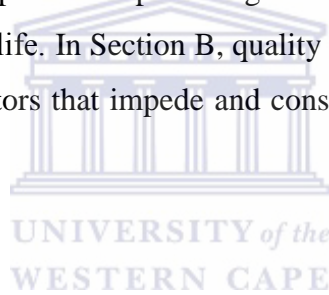 life. In Section B, quality
tors that impede and cons
UNIVERSITY of the
WESTERN CAPE